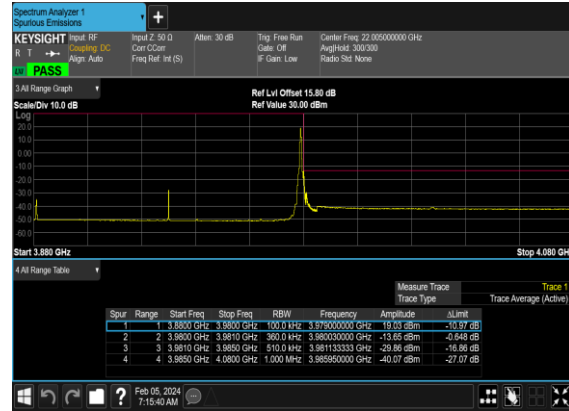 Spectrum Analyzer 1
Spurious Emissions
KEYSIGHT Input: RF Input Z: 50 Ω Atten: 30 dB Trig: Free Run Center Freq: 22.005000000 GHz
R T Coupling: DC Corr CCorr Gate: Off Avg|Hold: 300/300
Align: Auto Freq Ref: Int (S) IF Gain: Low Radio Std: None
PASS
3 All Range Graph
Ref Lvl Offset 15.80 dB
Scale/Div 10.0 dB Ref Value 30.00 dBm
Log
20.0
10.0
0.00
-10.0
-20.0
-30.0
-40.0
-50.0
-60.0
Start 3.880 GHz Stop 4.080 GH
4 All Range Table
Measure Trace Trace 1
Trace Type Trace Average (Active)
Spur Range Start Freq Stop Freq RBW Frequency Amplitude ΔLimit
1 1 3.8800 GHz 3.9800 GHz 100.0 kHz 3.979000000 GHz 19.03 dBm -10.97 dB
2 2 3.9800 GHz 3.9810 GHz 360.0 kHz 3.980030000 GHz -13.65 dBm -0.648 dB
3 3 3.9810 GHz 3.9850 GHz 510.0 kHz 3.981133333 GHz -29.86 dBm -16.86 dB
4 4 3.9850 GHz 4.0800 GHz 1.000 MHz 3.985950000 GHz -40.07 dBm -27.07 dB
? Feb 05, 2024
7:15:40 AM